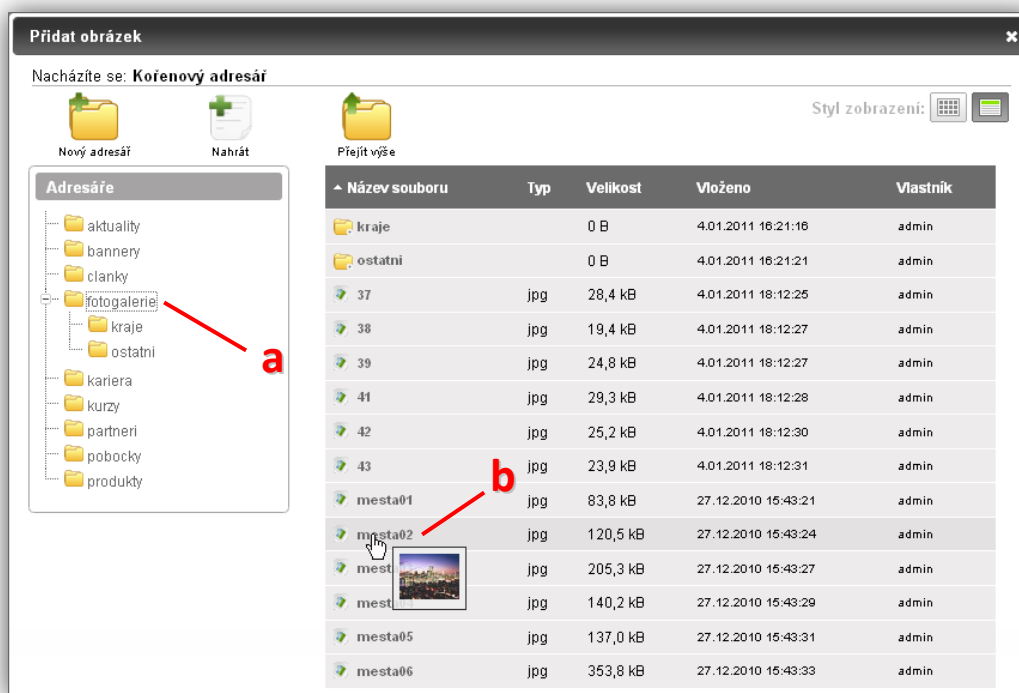 Přidat obrázek
Nacházíte se: Kořenový adresář
Styl zobrazení:
Nový adresář Nahrát Přejít výše
Adresáře
aktuality
bannery
clanky
fotogalerie
kraje
ostatni
kariera
kurzy
partneri
pobocky
produkty
a
Název souboru Typ Velikost Vloženo Vlastník
kraje 0 B 4.01.2011 16:21:16 admin
ostatni 0 B 4.01.2011 16:21:21 admin
37 jpg 28,4 kB 4.01.2011 18:12:25 admin
38 jpg 19,4 kB 4.01.2011 18:12:27 admin
39 jpg 24,8 kB 4.01.2011 18:12:27 admin
41 jpg 29,3 kB 4.01.2011 18:12:28 admin
42 jpg 25,2 kB 4.01.2011 18:12:30 admin
43 jpg 23,9 kB 4.01.2011 18:12:31 admin
b
mesta01 jpg 83,8 kB 27.12.2010 15:43:21 admin
mesta02 jpg 120,5 kB 27.12.2010 15:43:24 admin
jpg 205,3 kB 27.12.2010 15:43:27 admin
jpg 140,2 kB 27.12.2010 15:43:29 admin
mesta05 jpg 137,0 kB 27.12.2010 15:43:31 admin
mesta06 jpg 353,8 kB 27.12.2010 15:43:33 admin